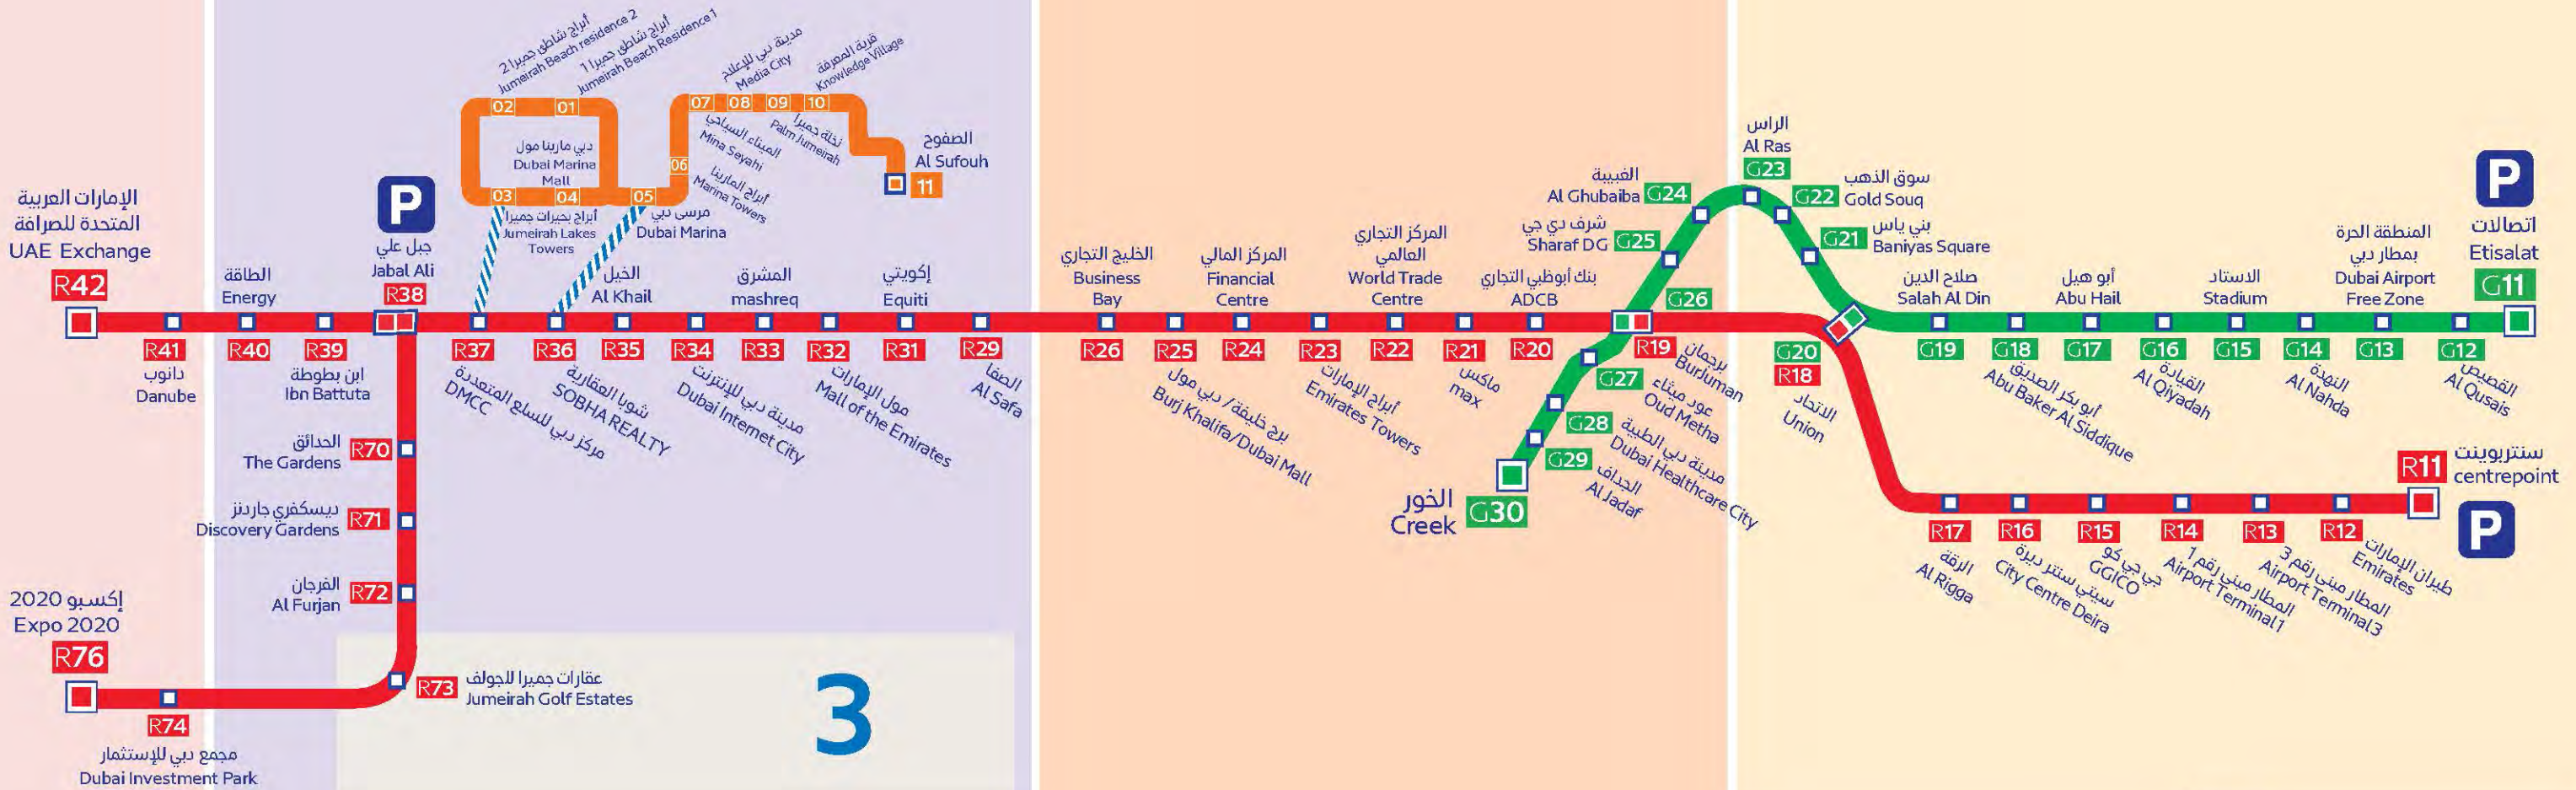 الإمارات العربية
المتحدة للصرافة
UAE Exchange
R42
R41
دانوب
Danube
الطاقة
Energy
R40
R39
ابن بطوطة
Ibn Battuta
P
جبل علي
Jabal Ali
R38
الحدائق
The Gardens
R70
ديسكفري جاردنز
Discovery Gardens
R71
الفرجان
Al Furjan
R72
R73
عقارات جميرا للجولف
Jumeirah Golf Estates
إكسبو 2020
Expo 2020
R76
R74
مجمع دبي للإستثمار
Dubai Investment Park
3
أبراج شاطئ جميرا 2
Jumeirah Beach residence 2
أبراج شاطئ جميرا 1
Jumeirah Beach Residence 1
02
01
دبي مارينا مول
Dubai Marina
Mall
03
04
05
أبراج بحيرات جميرا
Jumeirah Lakes
Towers
مرسى دبي
Dubai Marina
06
أبراج المارينا
Marina Towers
مدينة دبي للإعلام
Media City
قرية المعرفة
Knowledge Village
07
08
09
10
الميناء السياحي
Mina Seyahi
نخلة جميرا
Palm Jumeirah
الصفوح
Al Sufouh
11
R37
مركز دبي للسلع المتعددة
DMCC
R36
شوبا العقارية
SOBHA REALTY
الخيل
Al Khail
R35
R34
مدينة دبي للإنترنت
Dubai Internet City
المشرق
mashreq
R33
R32
مول الإمارات
Mall of the Emirates
إكويتي
Equiti
R31
R29
الصفا
Al Safa
الخليج التجاري
Business
Bay
R26
R25
برج خليفة/ دبي مول
Burj Khalifa/Dubai Mall
المركز المالي
Financial
Centre
R24
R23
أبراج الإمارات
Emirates Towers
المركز التجاري
العالمي
World Trade
Centre
R22
R21
ماكس
max
بنك أبوظبي التجاري
ADCB
R20
G26
R19
برجمان
Burjuman
الغبيبة
Al Ghubaiba
G24
شرف دي جي
Sharaf DG
G25
الراس
Al Ras
G23
سوق الذهب
G22 Gold Souq
بني ياس
G21 Baniyas Square
G27
عود ميثاء
Oud Metha
G28
مدينة دبي الطبية
Dubai Healthcare City
G29
الجداف
Al Jadaf
الخور
Creek
G30
G20
R18
الاتحاد
Union
صلاح الدين
Salah Al Din
G19
G18
أبو بكر الصديق
Abu Baker Al Siddique
أبو هيل
Abu Hail
G17
G16
القيادة
Al Qiyadah
الاستاد
Stadium
G15
G14
النهدة
Al Nahda
المنطقة الحرة
بمطار دبي
Dubai Airport
Free Zone
G13
G12
القصيص
Al Qusais
P
اتصالات
Etisalat
G11
R17
الرقة
Al Rigga
R16
سيتي سنتر ديرة
City Centre Deira
R15
جي جي كو
GGICO
R14
المطار مبنى رقم 1
Airport Terminal 1
R13
المطار مبنى رقم 3
Airport Terminal 3
R12
طيران الإمارات
Emirates
R11
سنتربوينت
centrepoint
P